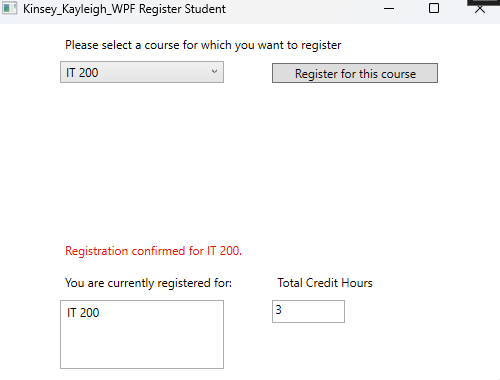 Kinsey_Kayleigh_WPF Register Student
Please select a course for which you want to register
IT 200
Register for this course
Registration confirmed for IT 200.
You are currently registered for:
Total Credit Hours
IT 200
3